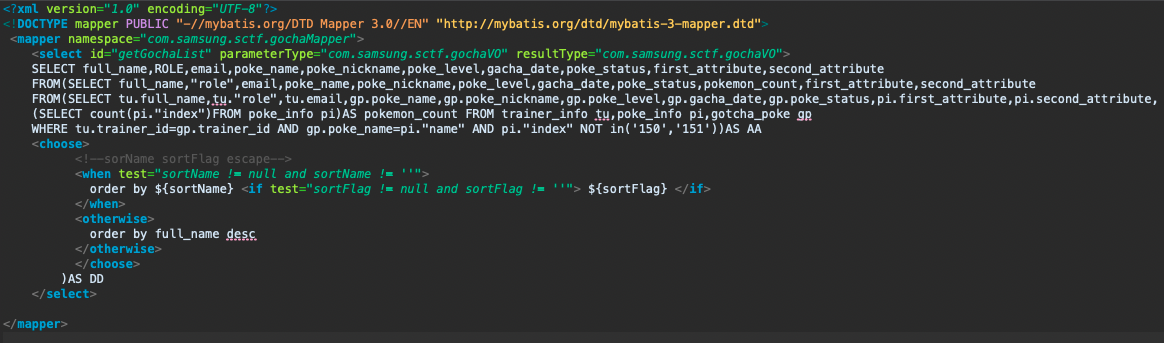 <?xml version="1.0" encoding="UTF-8"?>
<!DOCTYPE mapper PUBLIC "-//mybatis.org/DTD Mapper 3.0//EN" "http://mybatis.org/dtd/mybatis-3-mapper.dtd">
<mapper namespace="com.samsung.sctf.gochaMapper">
<select id="getGochaList" parameterType="com.samsung.sctf.gochaVO" resultType="com.samsung.sctf.gochaVO">
SELECT full_name,ROLE,email,poke_name,poke_nickname,poke_level,gacha_date,poke_status,first_attribute,second_attribute
FROM(SELECT full_name,"role",email,poke_name,poke_nickname,poke_level,gacha_date,poke_status,pokemon_count,first_attribute,second_attribute
FROM(SELECT tu.full_name,tu."role",tu.email,gp.poke_name,gp.poke_nickname,gp.poke_level,gp.gacha_date,gp.poke_status,pi.first_attribute,pi.second_attribute,
(SELECT count(pi."index")FROM poke_info pi)AS pokemon_count FROM trainer_info tu,poke_info pi,gotcha_poke gp
WHERE tu.trainer_id=gp.trainer_id AND gp.poke_name=pi."name" AND pi."index" NOT in('150','151'))AS AA
<choose>
<!--sorName sortFlag escape-->
<when test="sortName != null and sortName != ''">
order by ${sortName} <if test="sortFlag != null and sortFlag != ''"> ${sortFlag} </if>
</when>
<otherwise>
order by full_name desc
</otherwise>
</choose>
)AS DD
</select>
</mapper>